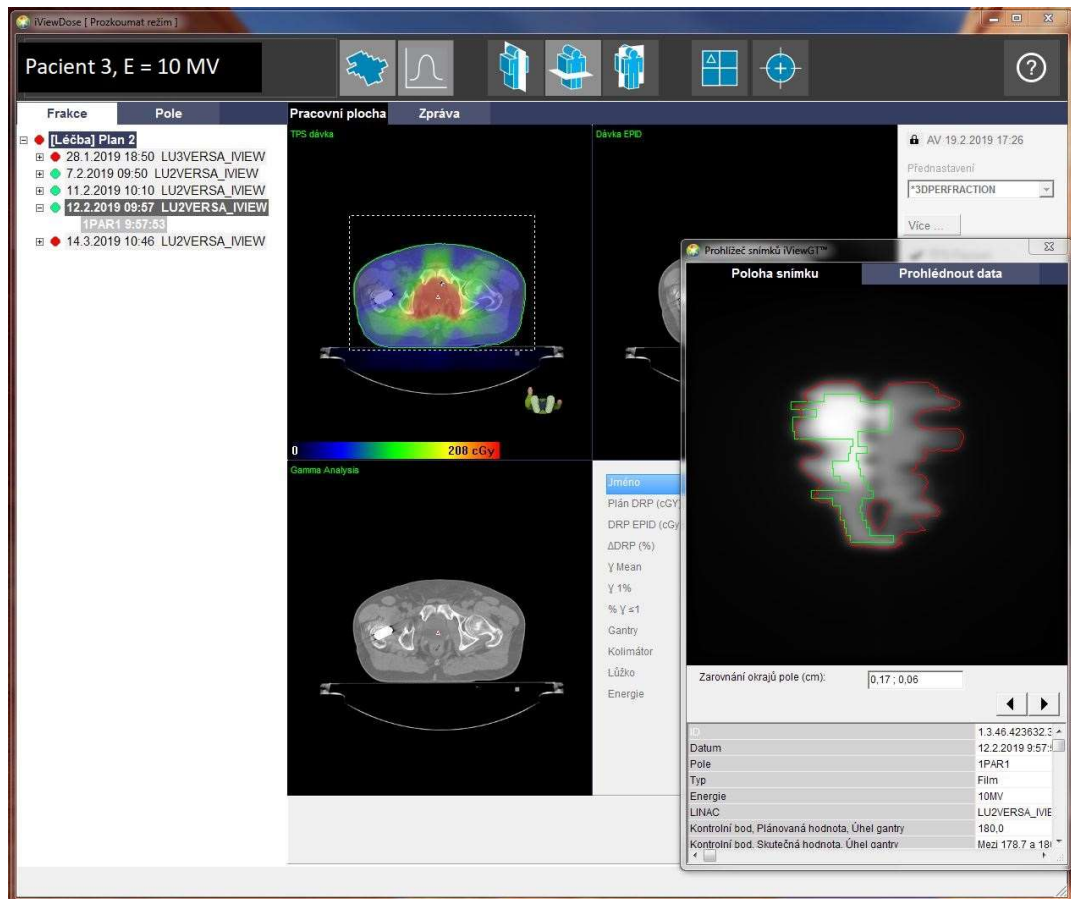 iViewDose [ Prozkoumat režim ]
Pacient 3, E = 10 MV
Frakce Pole Pracovní plocha Zpráva
[Léčba] Plan 2
28.1.2019 18:50 LU3VERSA_IVIEW
7.2.2019 09:50 LU2VERSA_IVIEW
11.2.2019 10:10 LU2VERSA_IVIEW
12.2.2019 09:57 LU2VERSA_IVIEW
1PAR1 9:57:53
14.3.2019 10:46 LU2VERSA_IVIEW
TPS dávka
0 208 cGy
Dávka EPID
AV 19.2.2019 17:26
Přednastavení
*3DPERFRACTION
Více ...
Gamma Analysis
Jméno
Plán DRP (cGY)
DRP EPID (cGy
ΔDRP (%)
γ Mean
γ 1%
% γ ≤1
Gantry
Kolimátor
Lůžko
Energie
Prohlížeč snímků iViewGT™
Poloha snímku Prohlédnout data
Zarovnání okrajů pole (cm): 0,17 ; 0,06
ID 1.3.46.423632.3
Datum 12.2.2019 9:57:
Pole 1PAR1
Typ Film
Energie 10MV
LINAC LU2VERSA_IVIE
Kontrolní bod, Plánovaná hodnota, Úhel gantry 180,0
Kontrolní bod, Skutečná hodnota, Úhel gantry Mezi 178.7 a 18